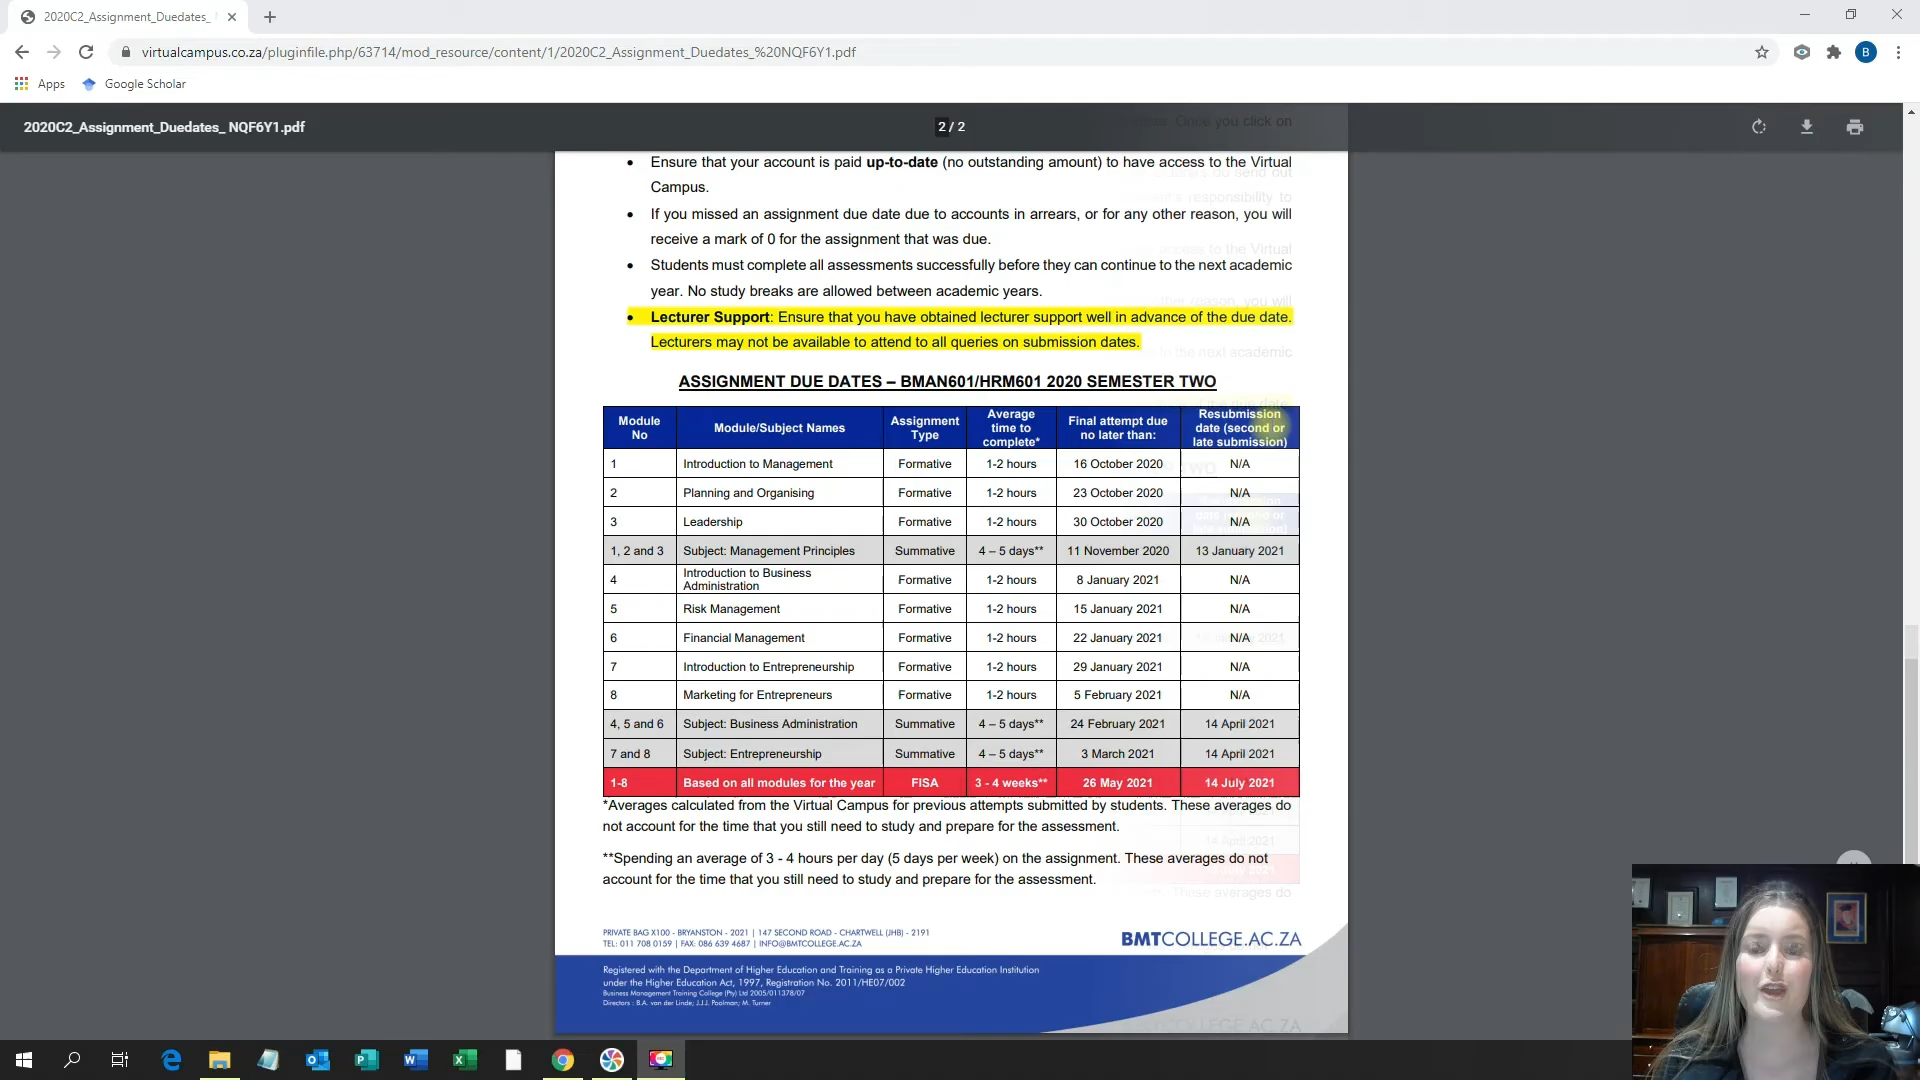 2020C2_Assignment_Duedates_
virtualcampus.co.za/pluginfile.php/63714/mod_resource/content/1/2020C2_Assignment_Duedates_%20NQF6Y1.pdf
B
Apps Google Scholar
2020C2_Assignment_Duedates_ NQF6Y1.pdf 2 / 2
Once you click on
• Ensure that your account is paid up-to-date (no outstanding amount) to have access to the Virtual
Campus.
• If you missed an assignment due date due to accounts in arrears, or for any other reason, you will
receive a mark of 0 for the assignment that was due.
• Students must complete all assessments successfully before they can continue to the next academic
year. No study breaks are allowed between academic years.
• Lecturer Support: Ensure that you have obtained lecturer support well in advance of the due date.
Lecturers may not be available to attend to all queries on submission dates.
ASSIGNMENT DUE DATES – BMAN601/HRM601 2020 SEMESTER TWO
Module No Module/Subject Names Assignment Type Average time to complete* Final attempt due no later than: Resubmission date (second or late submission)
1 Introduction to Management Formative 1-2 hours 16 October 2020 N/A
2 Planning and Organising Formative 1-2 hours 23 October 2020 N/A
3 Leadership Formative 1-2 hours 30 October 2020 N/A
1, 2 and 3 Subject: Management Principles Summative 4 – 5 days** 11 November 2020 13 January 2021
4 Introduction to Business Administration Formative 1-2 hours 8 January 2021 N/A
5 Risk Management Formative 1-2 hours 15 January 2021 N/A
6 Financial Management Formative 1-2 hours 22 January 2021 N/A
7 Introduction to Entrepreneurship Formative 1-2 hours 29 January 2021 N/A
8 Marketing for Entrepreneurs Formative 1-2 hours 5 February 2021 N/A
4, 5 and 6 Subject: Business Administration Summative 4 – 5 days** 24 February 2021 14 April 2021
7 and 8 Subject: Entrepreneurship Summative 4 – 5 days** 3 March 2021 14 April 2021
1-8 Based on all modules for the year FISA 3 - 4 weeks** 26 May 2021 14 July 2021
*Averages calculated from the Virtual Campus for previous attempts submitted by students. These averages do
not account for the time that you still need to study and prepare for the assessment.
**Spending an average of 3 - 4 hours per day (5 days per week) on the assignment. These averages do not
account for the time that you still need to study and prepare for the assessment.
PRIVATE BAG X100 - BRYANSTON - 2021 | 147 SECOND ROAD - CHARTWELL (JHB) - 2191
TEL: 011 708 0159 | FAX: 086 639 4687 | INFO@BMTCOLLEGE.AC.ZA
BMTCOLLEGE.AC.ZA
Registered with the Department of Higher Education and Training as a Private Higher Education Institution
under the Higher Education Act, 1997, Registration No. 2011/HE07/002
Business Management Training College (Pty) Ltd 2005/011378/07
Directors : B.A. van der Linde; J.J.J. Poolman; M. Turner